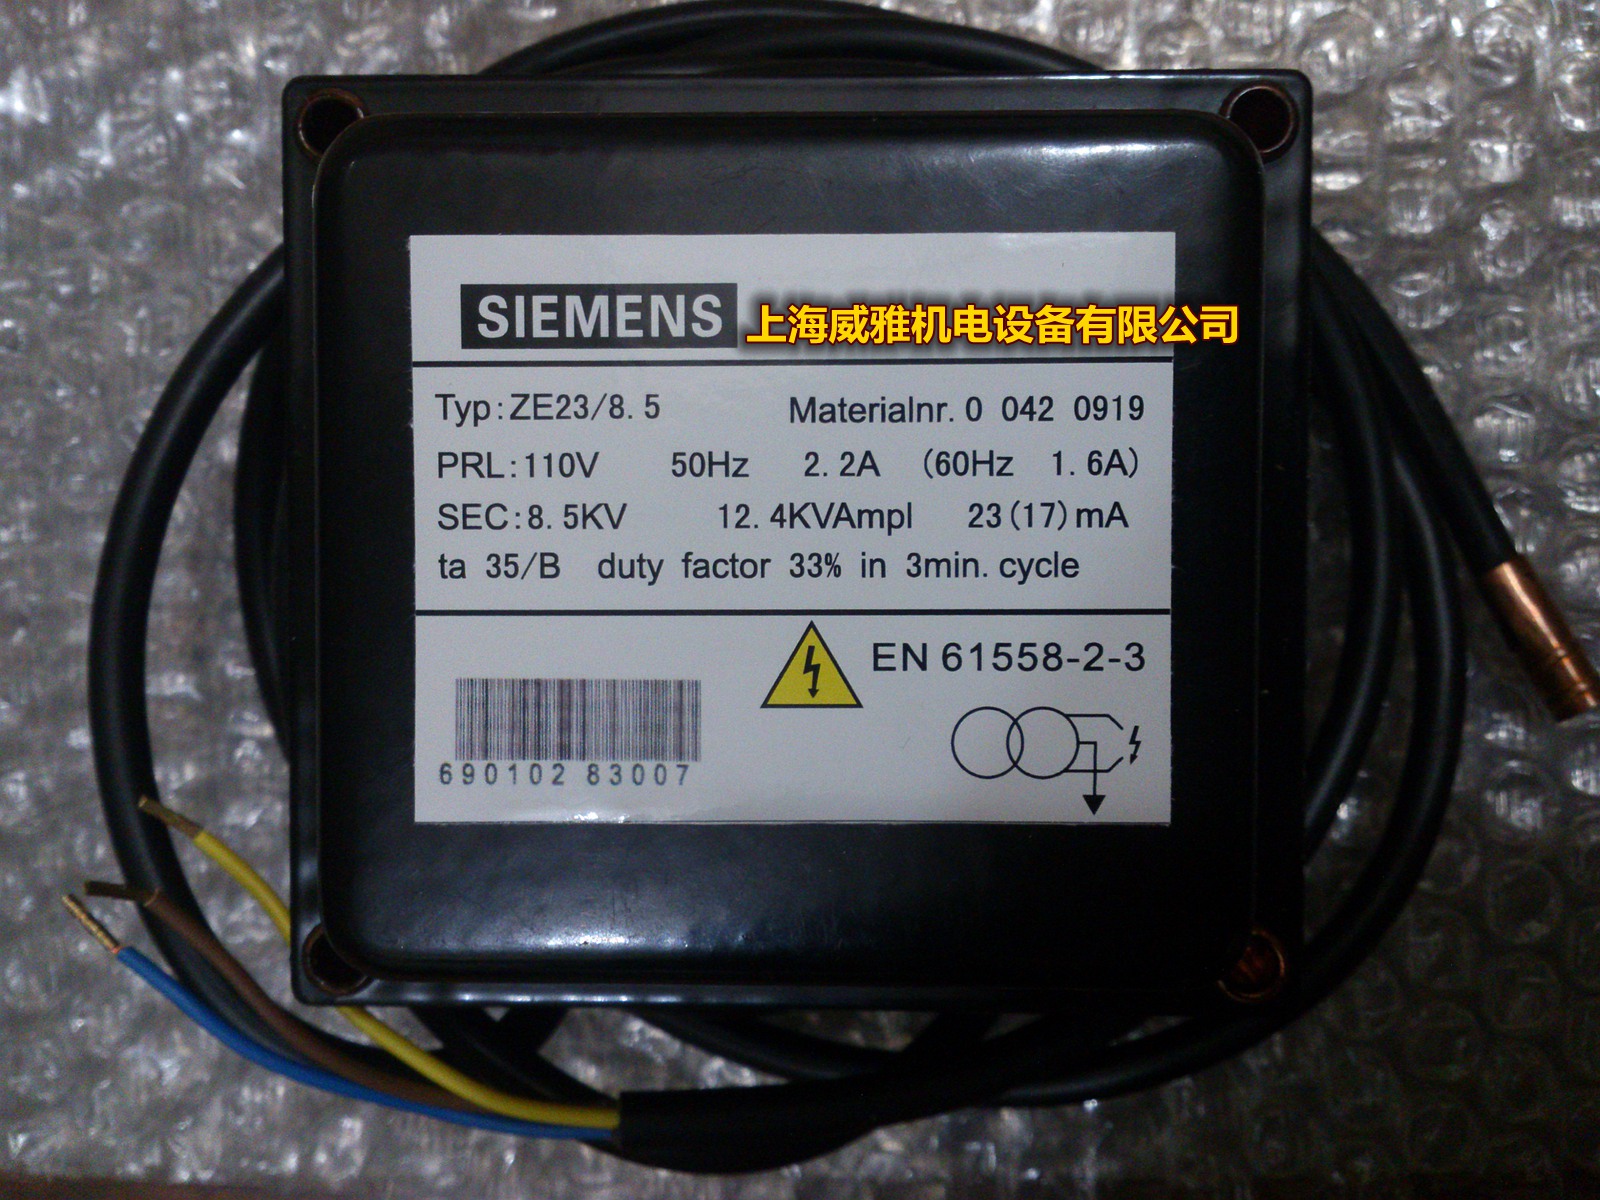 SIEMENS 上海威雅机电设备有限公司
Typ:ZE23/8.5 Materialnr.0 042 0919
PRL:110V 50Hz 2.2A (60Hz 1.6A)
SEC:8.5KV 12.4KVAmpl 23(17)mA
ta 35/B duty factor 33% in 3min.cycle
EN 61558-2-3
690102 83007